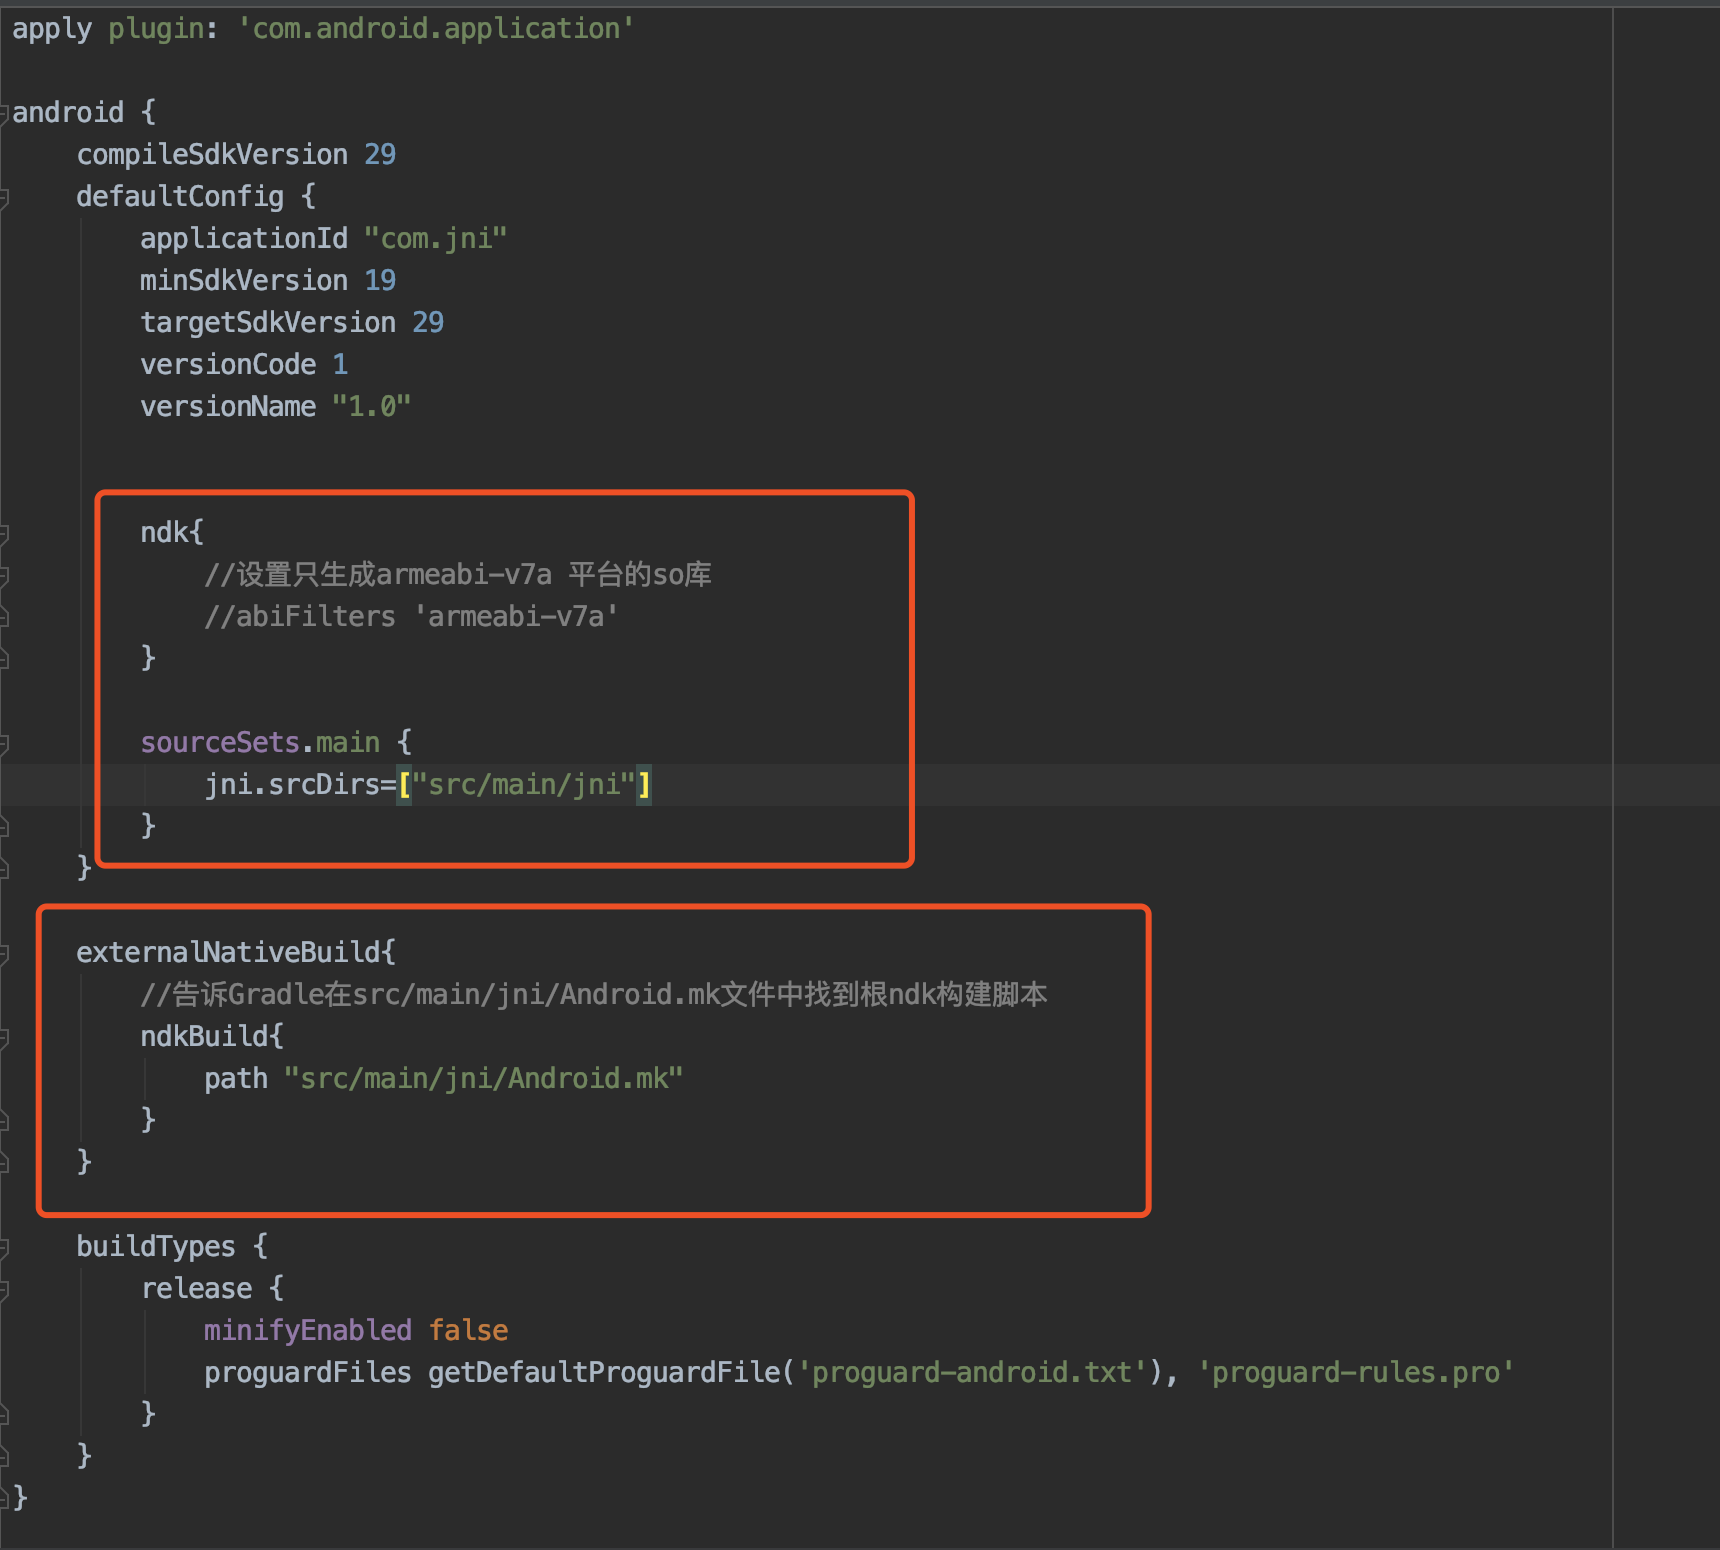 apply plugin: 'com.android.application'
android {
compileSdkVersion 29
defaultConfig {
applicationId "com.jni"
minSdkVersion 19
targetSdkVersion 29
versionCode 1
versionName "1.0"
ndk{
//设置只生成armeabi-v7a 平台的so库
//abiFilters 'armeabi-v7a'
}
sourceSets.main {
jni.srcDirs=["src/main/jni"]
}
}
externalNativeBuild{
//告诉Gradle在src/main/jni/Android.mk文件中找到根ndk构建脚本
ndkBuild{
path "src/main/jni/Android.mk"
}
}
buildTypes {
release {
minifyEnabled false
proguardFiles getDefaultProguardFile('proguard-android.txt'), 'proguard-rules.pro'
}
}
}